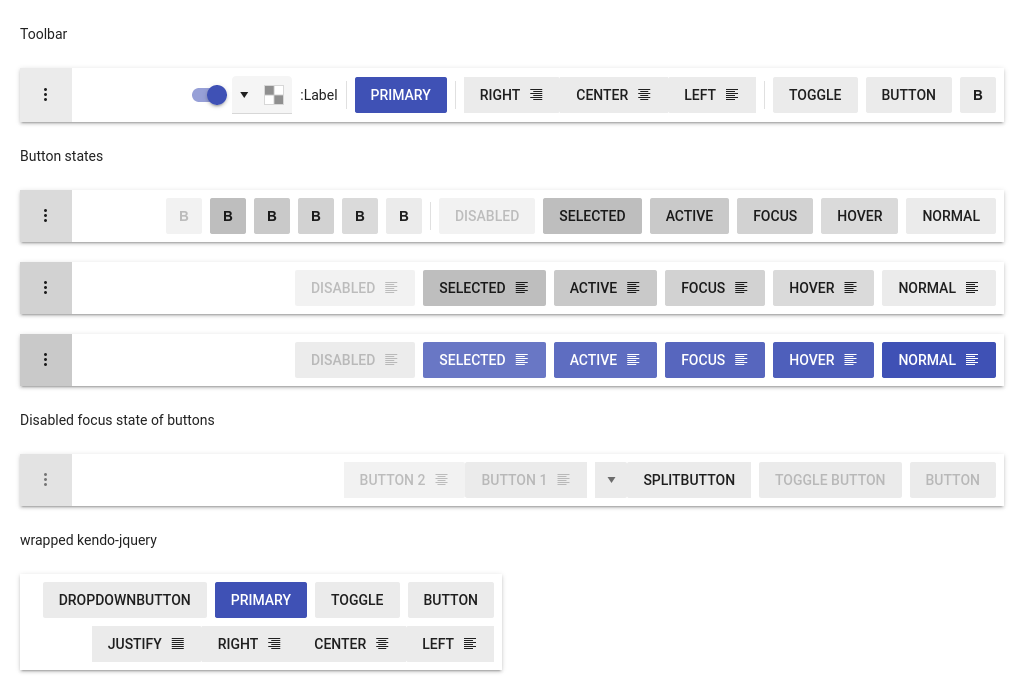 Toolbar
:Label PRIMARY RIGHT CENTER LEFT TOGGLE BUTTON B
Button states
B B B B B B DISABLED SELECTED ACTIVE FOCUS HOVER NORMAL
DISABLED SELECTED ACTIVE FOCUS HOVER NORMAL
DISABLED SELECTED ACTIVE FOCUS HOVER NORMAL
Disabled focus state of buttons
BUTTON 2 BUTTON 1 SPLITBUTTON TOGGLE BUTTON BUTTON
wrapped kendo-jquery
DROPDOWNBUTTON PRIMARY TOGGLE BUTTON
JUSTIFY RIGHT CENTER LEFT